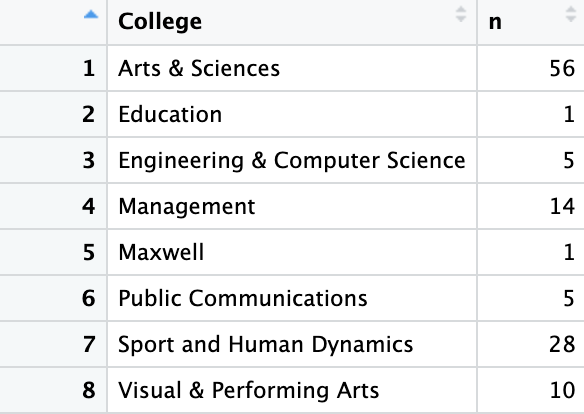 College n
1 Arts & Sciences 56
2 Education 1
3 Engineering & Computer Science 5
4 Management 14
5 Maxwell 1
6 Public Communications 5
7 Sport and Human Dynamics 28
8 Visual & Performing Arts 10